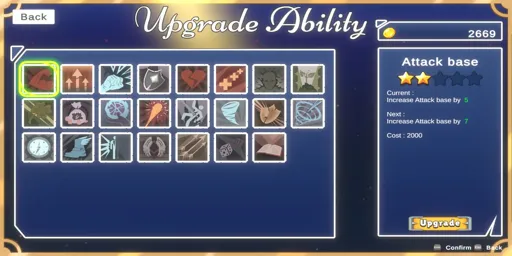 Back
Upgrade Ability
2669
Attack base
Current :
Increase Attack base by 5
Next :
Increase Attack base by 7
Cost : 2000
Upgrade
Confirm
Back